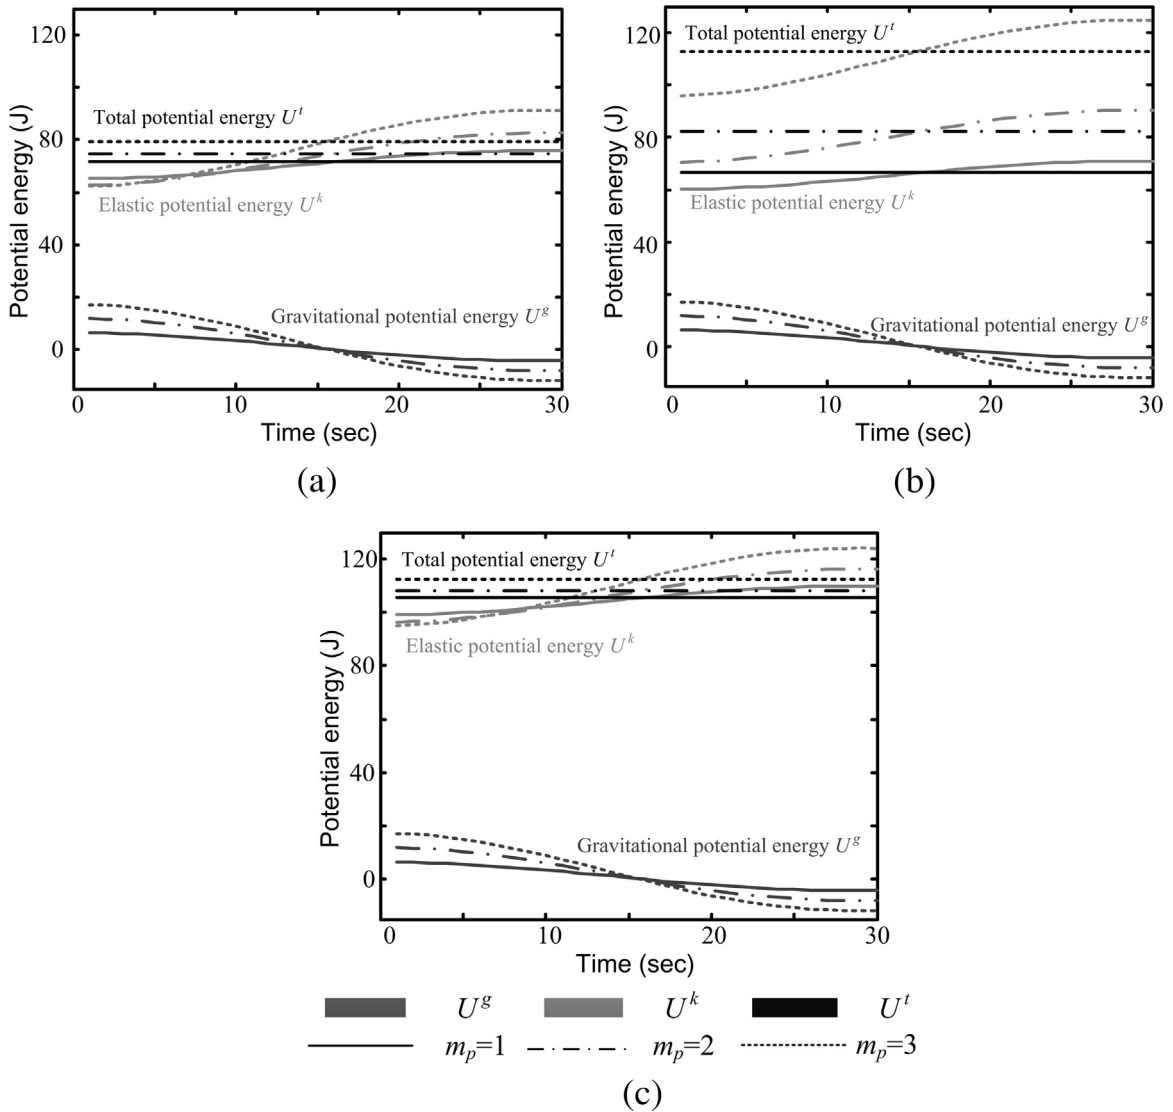 120
80
40
0
Potential energy (J)
Total potential energy U^t
Elastic potential energy U^k
Gravitational potential energy U^g
0 10 20 30
Time (sec)
(a)
120
80
40
0
Potential energy (J)
Total potential energy U^t
Elastic potential energy U^k
Gravitational potential energy U^g
0 10 20 30
Time (sec)
(b)
120
80
40
0
Potential energy (J)
Total potential energy U^t
Elastic potential energy U^k
Gravitational potential energy U^g
0 10 20 30
Time (sec)
U^g U^k U^t
m_p=1 m_p=2 m_p=3
(c)